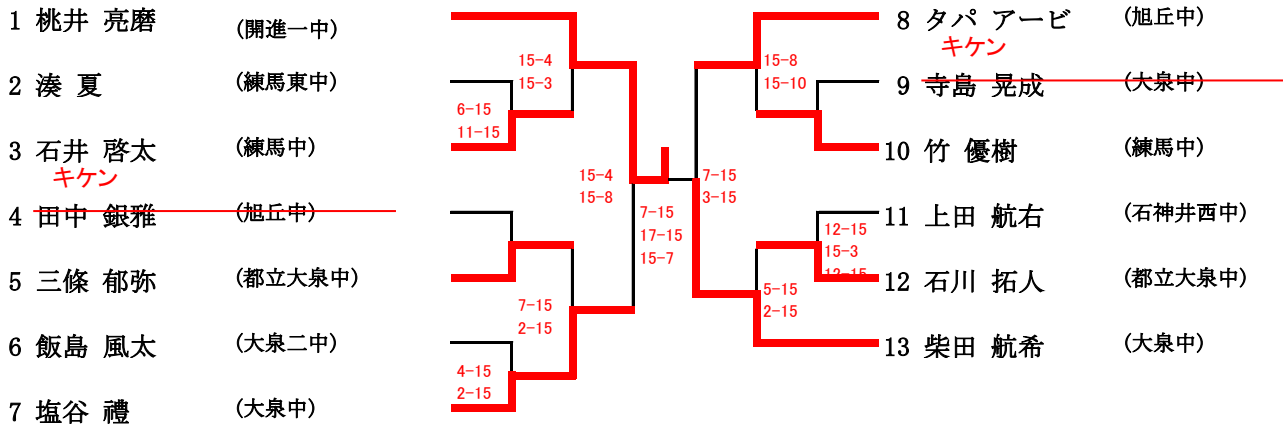 1 桃井 亮磨 (開進一中)
2 湊 夏 (練馬東中)
3 石井 啓太 (練馬中)
キケン
4 田中 銀雅 (旭丘中)
5 三條 郁弥 (都立大泉中)
6 飯島 風太 (大泉二中)
7 塩谷 禮 (大泉中)
15-4
15-3
6-15
11-15
15-4
15-8
7-15
2-15
4-15
2-15
7-15
17-15
15-7
15-8
15-10
7-15
3-15
12-15
15-3
12-15
5-15
2-15
8 タパ アービ (旭丘中)
キケン
9 寺島 晃成 (大泉中)
10 竹 優樹 (練馬中)
11 上田 航右 (石神井西中)
12 石川 拓人 (都立大泉中)
13 柴田 航希 (大泉中)